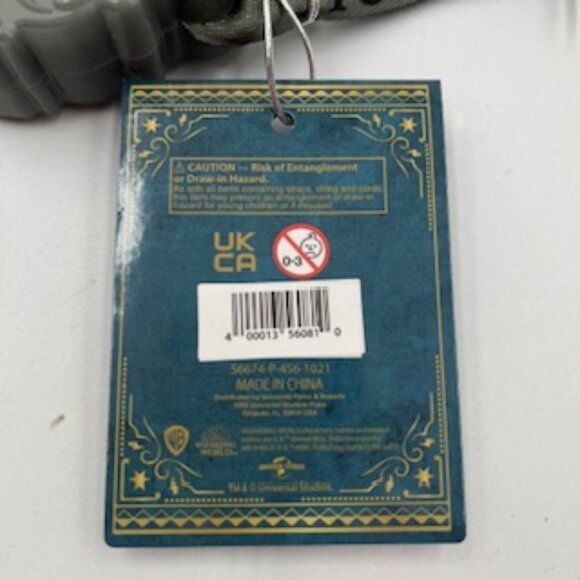 ⚠ CAUTION — Risk of Entanglement
or Draw-in Hazard.
As with all items containing straps, string and cords
this item may present an entanglement or draw-in
hazard for young children or if misused.
UK
CA
0-3
4 00013 56081 0
56674-P-456-1021
MADE IN CHINA
Distributed by Universal Parks & Resorts
1000 Universal Studios Plaza
Orlando, FL 32819 USA
WB
WIZARDING
WORLD
WIZARDING WORLD
TM & © Universal Studios.